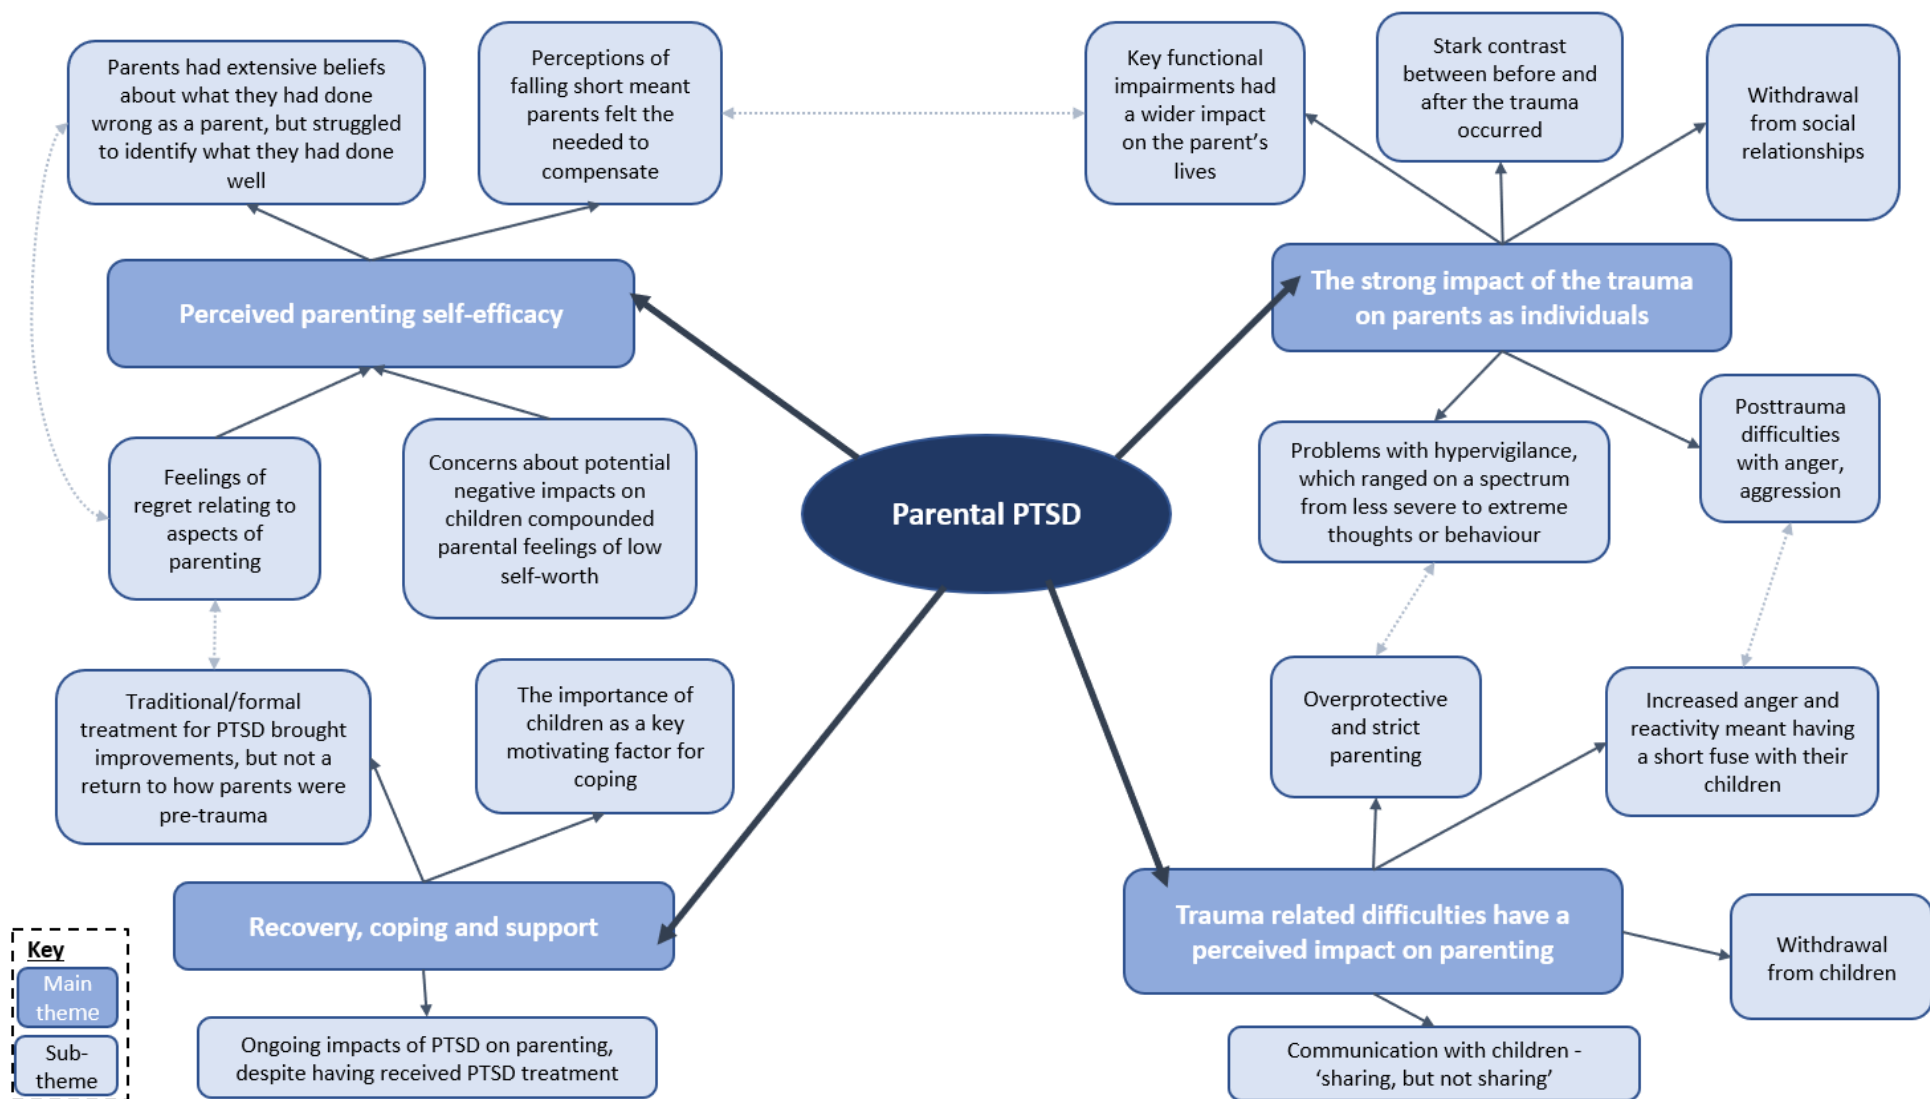 Parents had extensive beliefs
about what they had done
wrong as a parent, but struggled
to identify what they had done
well
Perceptions of
falling short meant
parents felt the
needed to
compensate
Key functional
impairments had
a wider impact
on the parent's
lives
Stark contrast
between before and
after the trauma
occurred
Withdrawal
from social
relationships
Perceived parenting self-efficacy
The strong impact of the trauma
on parents as individuals
Feelings of
regret relating to
aspects of
parenting
Concerns about potential
negative impacts on
children compounded
parental feelings of low
self-worth
Parental PTSD
Problems with hypervigilance,
which ranged on a spectrum
from less severe to extreme
thoughts or behaviour
Posttrauma
difficulties
with anger,
aggression
Traditional/formal
treatment for PTSD brought
improvements, but not a
return to how parents were
pre-trauma
The importance of
children as a key
motivating factor for
coping
Overprotective
and strict
parenting
Increased anger and
reactivity meant having
a short fuse with their
children
Recovery, coping and support
Trauma related difficulties have a
perceived impact on parenting
Withdrawal
from children
Ongoing impacts of PTSD on parenting,
despite having received PTSD treatment
Communication with children -
‘sharing, but not sharing’
Key
Main
theme
Sub-
theme